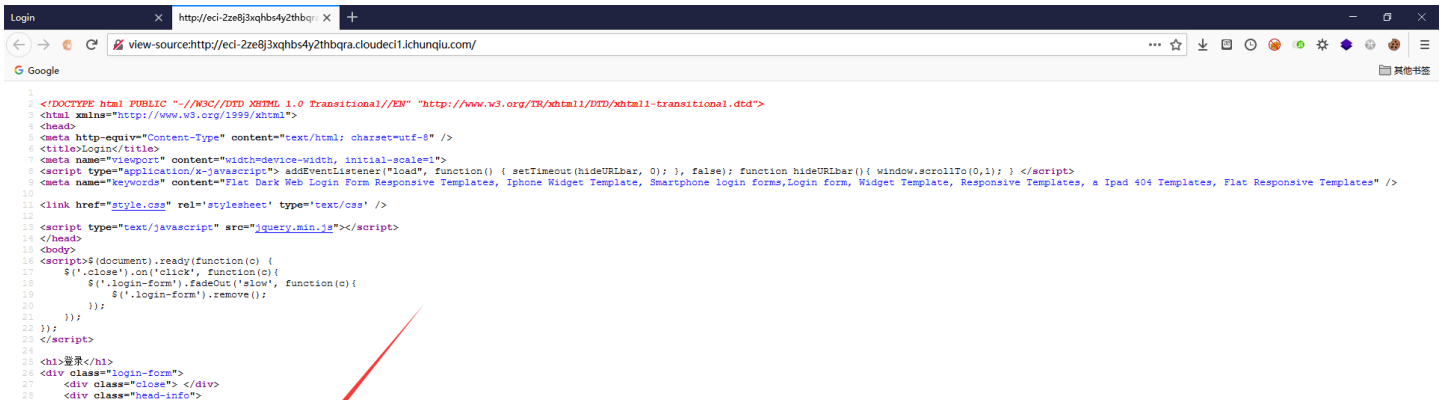 Login
http://eci-2ze8j3xqhbs4y2thbqra
view-source:http://eci-2ze8j3xqhbs4y2thbqra.cloudeci1.ichunqiu.com/
Google
其他书签
1
2 <!DOCTYPE html PUBLIC "-//W3C//DTD XHTML 1.0 Transitional//EN" "http://www.w3.org/TR/xhtml1/DTD/xhtml1-transitional.dtd">
3 <html xmlns="http://www.w3.org/1999/xhtml">
4 <head>
5 <meta http-equiv="Content-Type" content="text/html; charset=utf-8" />
6 <title>Login</title>
7 <meta name="viewport" content="width=device-width, initial-scale=1">
8 <script type="application/x-javascript"> addEventListener("load", function() { setTimeout(hideURLbar, 0); }, false); function hideURLbar(){ window.scrollTo(0,1); } </script>
9 <meta name="keywords" content="Flat Dark Web Login Form Responsive Templates, Iphone Widget Template, Smartphone login forms,Login form, Widget Template, Responsive Templates, a Ipad 404 Templates, Flat Responsive Templates" />
10
11 <link href="style.css" rel='stylesheet' type='text/css' />
12
13 <script type="text/javascript" src="jquery.min.js"></script>
14 </head>
15 <body>
16 <script>$(document).ready(function(c) {
17 $('.close').on('click', function(c){
18 $('.login-form').fadeOut('slow', function(c){
19 $('.login-form').remove();
20 });
21 });
22 });
23 </script>
24
25 <h1>登录</h1>
26 <div class="login-form">
27 <div class="close"> </div>
28 <div class="head-info">